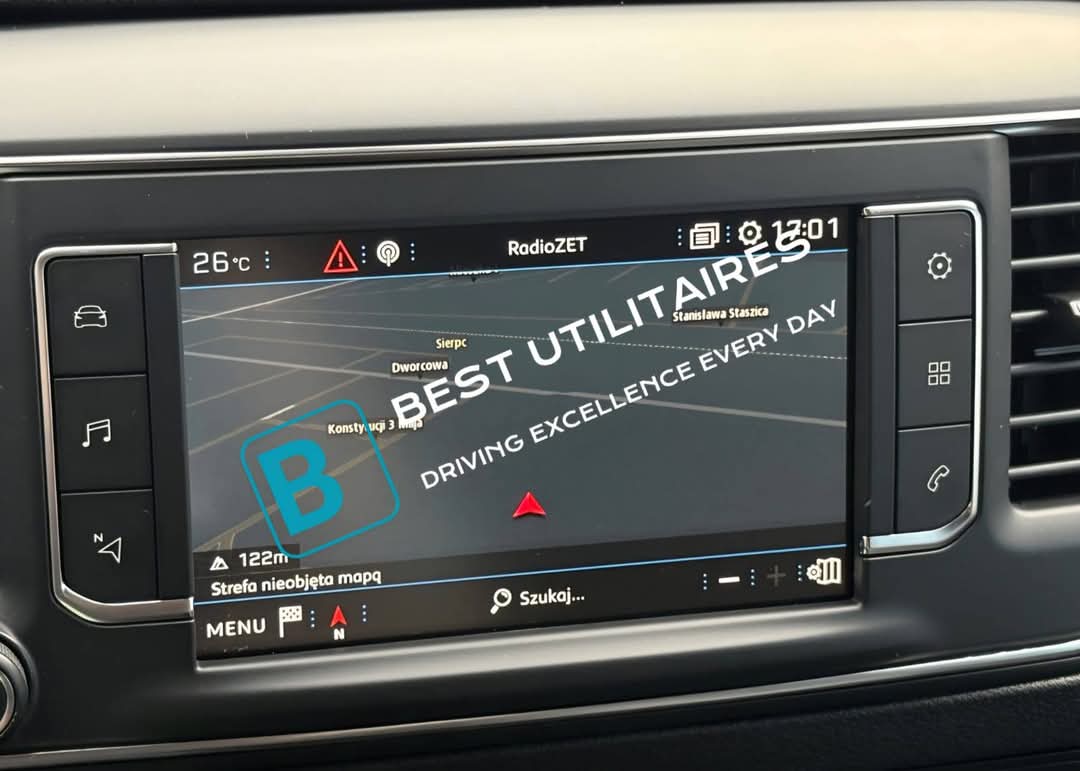 26°C RadioZET 17:01
Stanisława Staszica
Sierpc
Dworcowa
Konstytucji 3 Maja
B BEST UTILITAIRES
DRIVING EXCELLENCE EVERY DAY
122m
Strefa nieobjęta mapą
MENU N Szukaj...
N